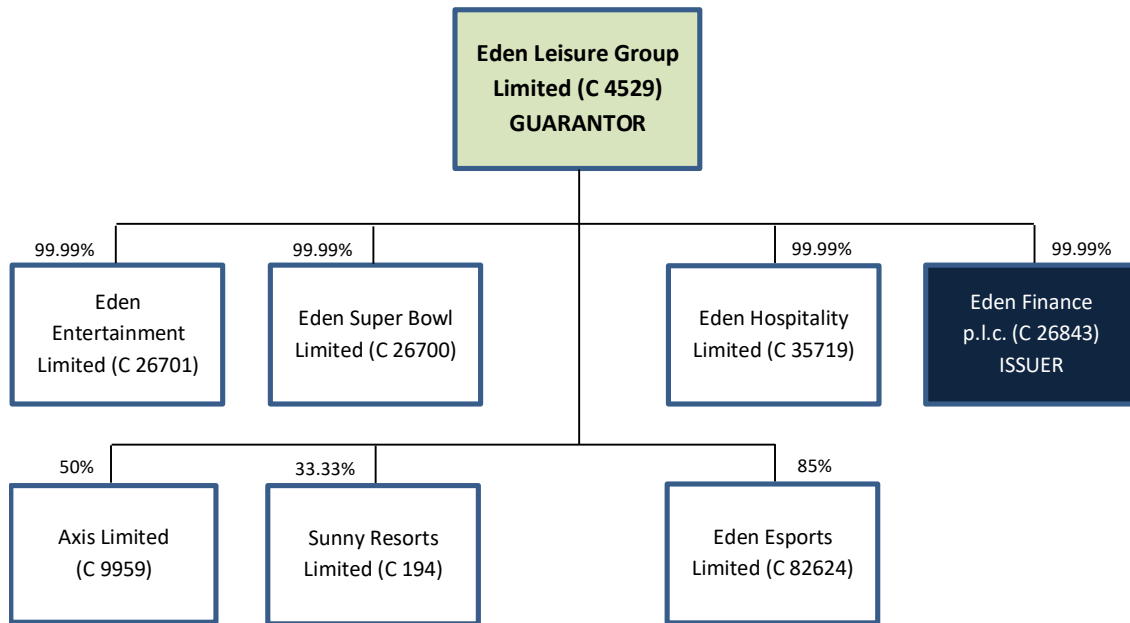 Eden Leisure Group
Limited (C 4529)
GUARANTOR
99.99%
99.99%
99.99%
99.99%
Eden
Entertainment
Limited (C 26701)
Eden Super Bowl
Limited (C 26700)
Eden Hospitality
Limited (C 35719)
Eden Finance
p.l.c. (C 26843)
ISSUER
50%
33.33%
85%
Axis Limited
(C 9959)
Sunny Resorts
Limited (C 194)
Eden Esports
Limited (C 82624)